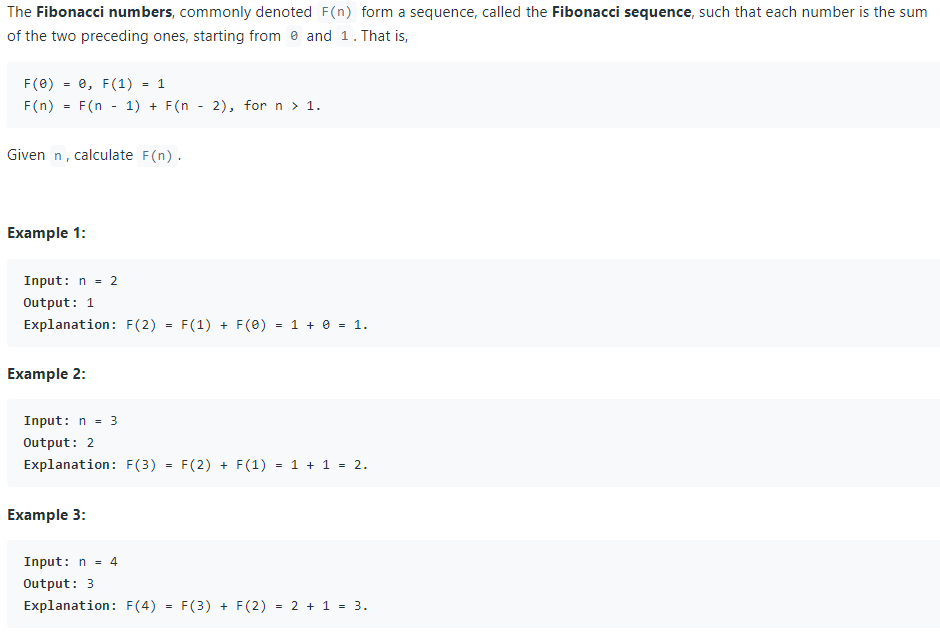 The Fibonacci numbers, commonly denoted F(n) form a sequence, called the Fibonacci sequence, such that each number is the sum
of the two preceding ones, starting from 0 and 1. That is,
F(0) = 0, F(1) = 1
F(n) = F(n - 1) + F(n - 2), for n > 1.
Given n, calculate F(n).
Example 1:
Input: n = 2
Output: 1
Explanation: F(2) = F(1) + F(0) = 1 + 0 = 1.
Example 2:
Input: n = 3
Output: 2
Explanation: F(3) = F(2) + F(1) = 1 + 1 = 2.
Example 3:
Input: n = 4
Output: 3
Explanation: F(4) = F(3) + F(2) = 2 + 1 = 3.